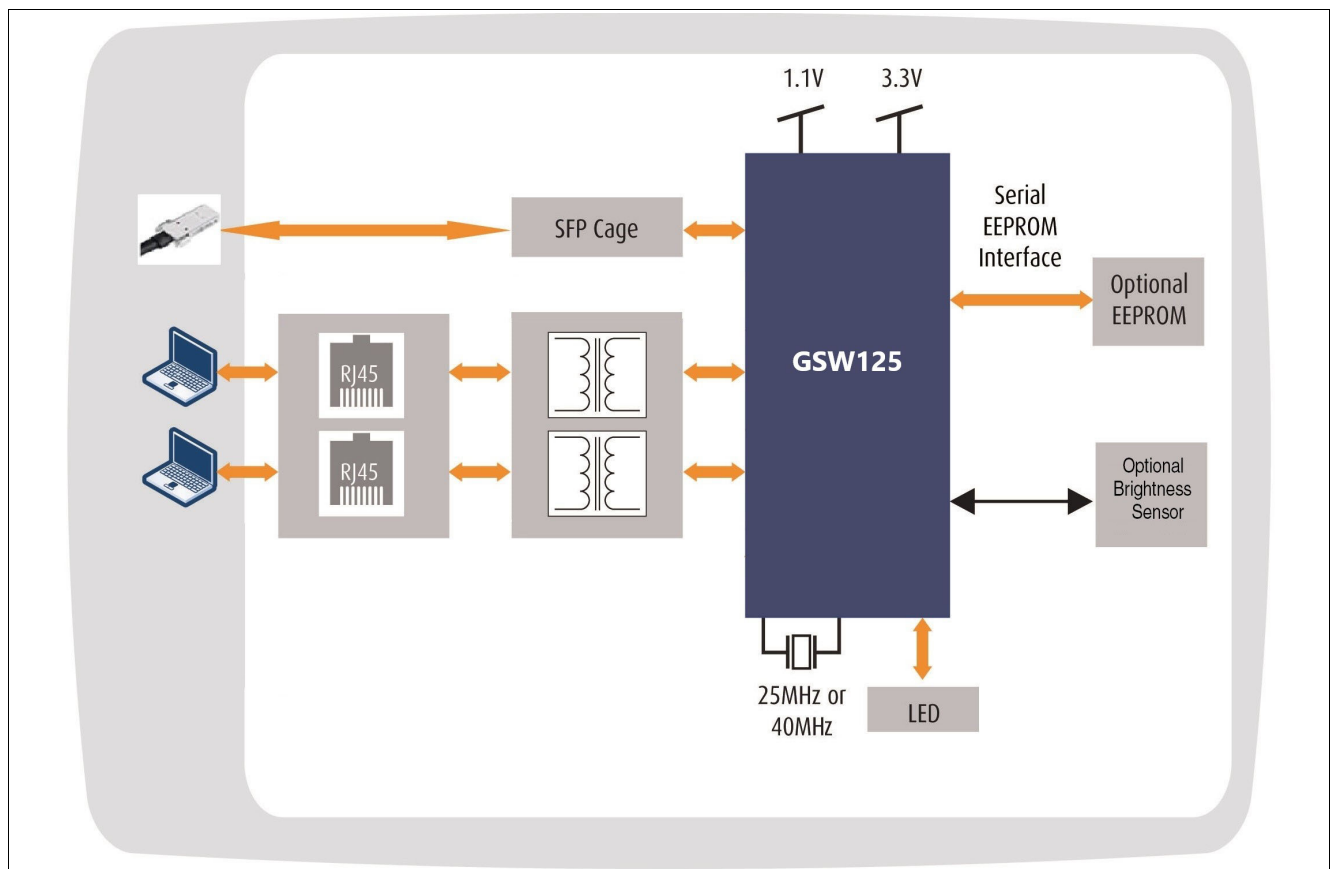 1.1V
3.3V
SFP Cage
Serial
EEPROM
Interface
Optional
EEPROM
GSW125
RJ45
RJ45
Optional
Brightness
Sensor
25MHz or
40MHz
LED